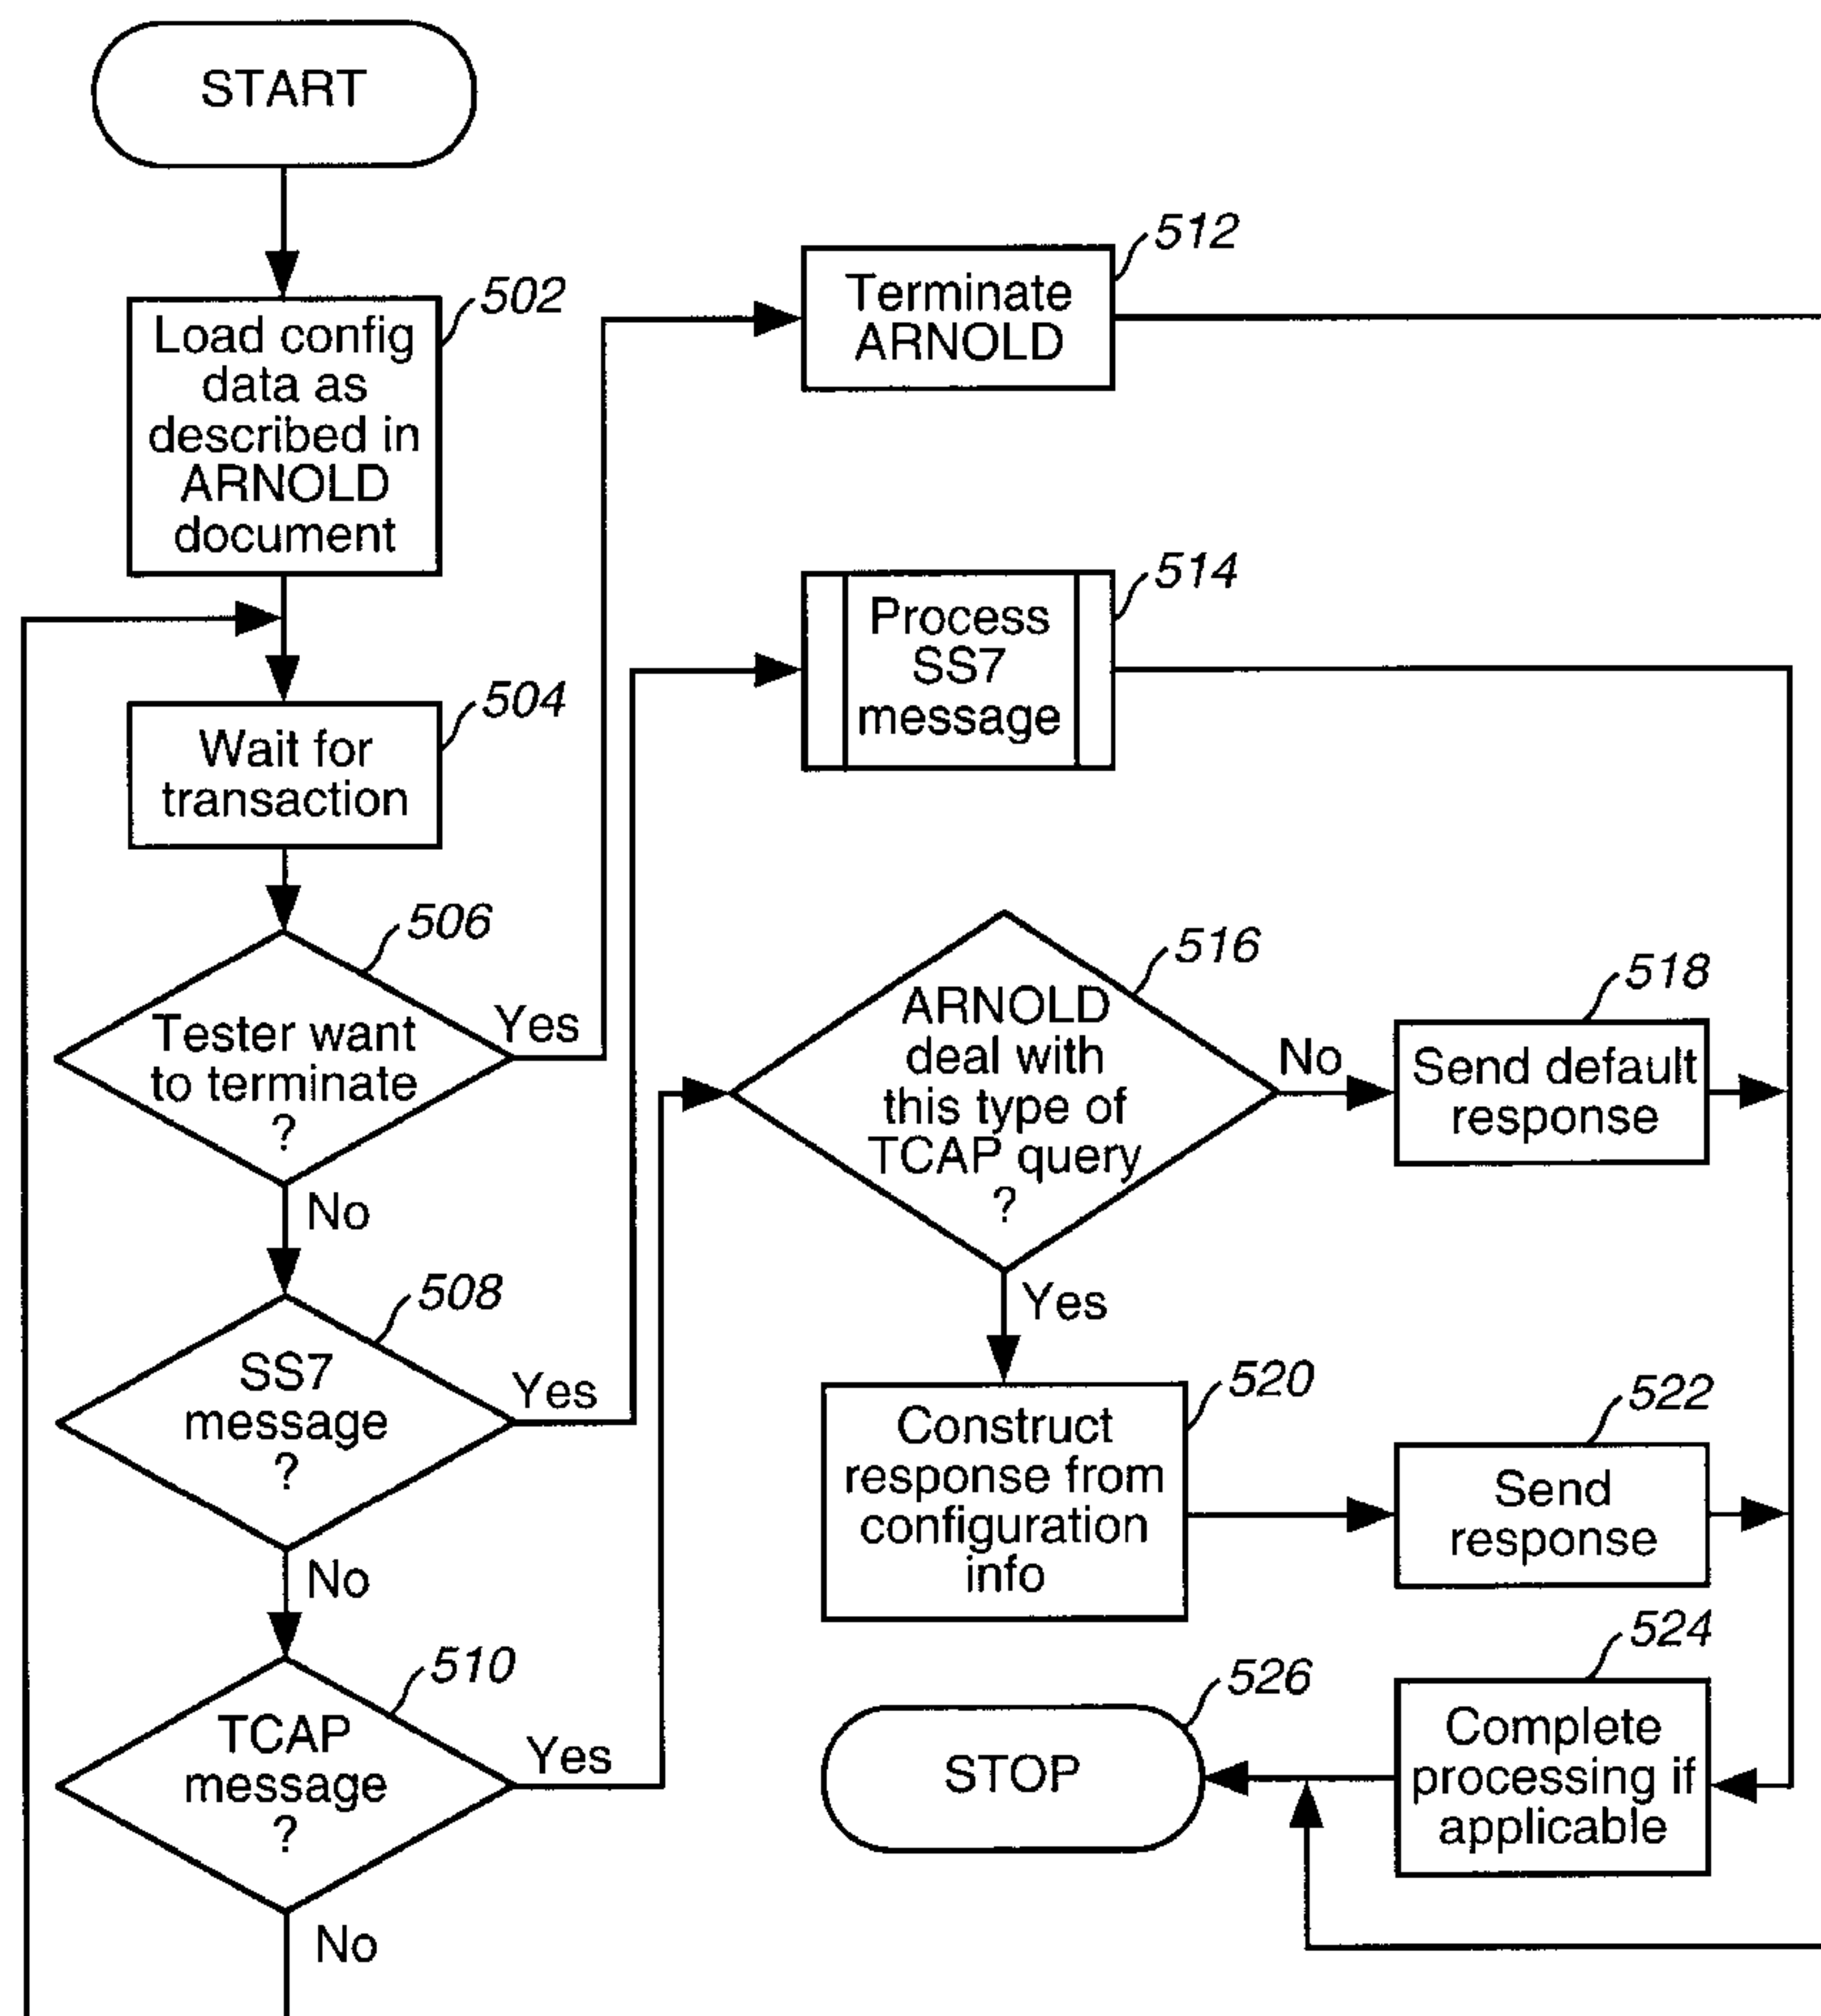 START
502
Load config
data as
described in
ARNOLD
document
504
Wait for
transaction
506
Tester want
to terminate
?
Yes
No
508
SS7
message
?
Yes
No
510
TCAP
message
?
Yes
No
512
Terminate
ARNOLD
514
Process
SS7
message
516
ARNOLD
deal with
this type of
TCAP query
?
No
Yes
518
Send default
response
520
Construct
response from
configuration
info
522
Send
response
524
Complete
processing if
applicable
526
STOP